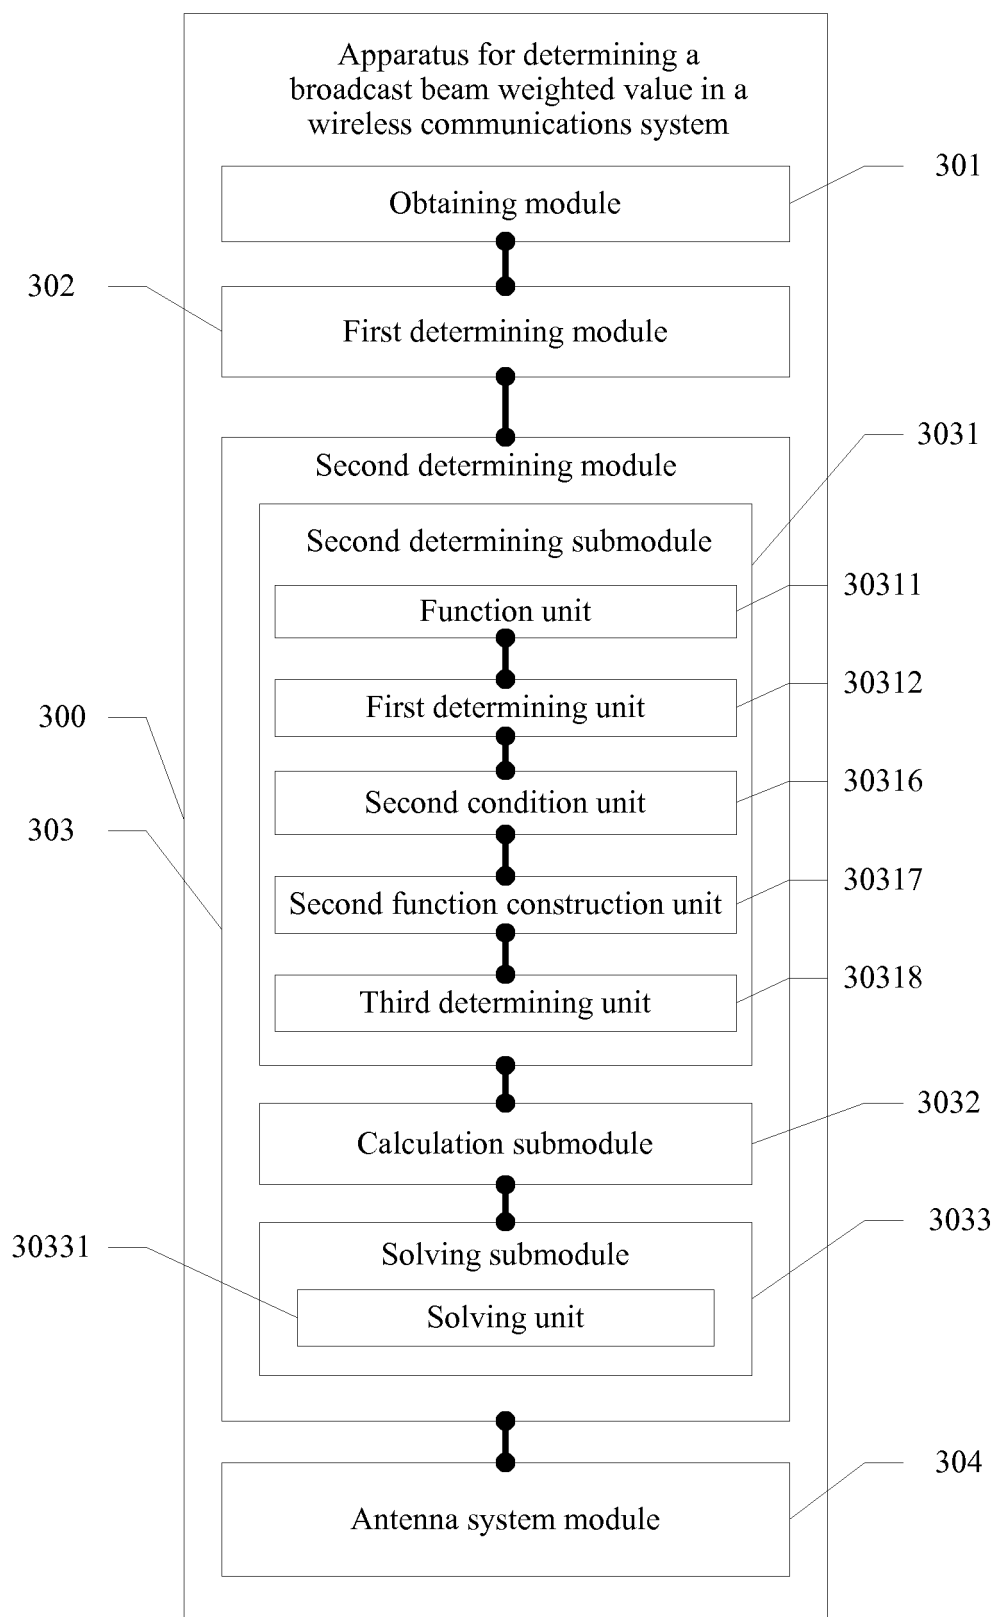 Apparatus for determining a
broadcast beam weighted value in a
wireless communications system
301
Obtaining module
302
First determining module
3031
Second determining module
Second determining submodule
30311
Function unit
30312
First determining unit
300
30316
Second condition unit
303
30317
Second function construction unit
30318
Third determining unit
3032
Calculation submodule
3033
30331
Solving submodule
Solving unit
304
Antenna system module